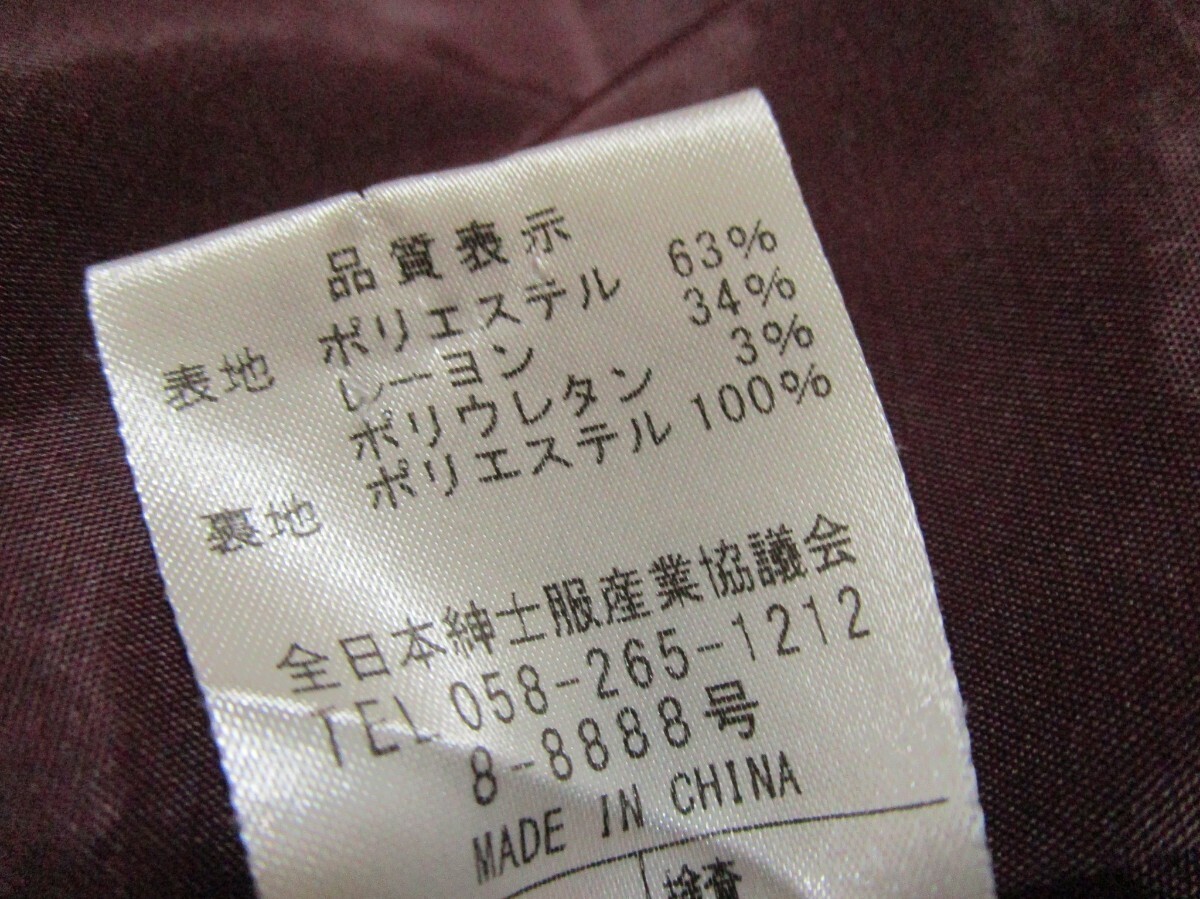 品質表示
表地 ポリエステル 63%
レーヨン 34%
ポリウレタン 3%
裏地 ポリエステル 100%
全日本紳士服産業協議会
TEL 058-265-1212
8-8888号
MADE IN CHINA
検査